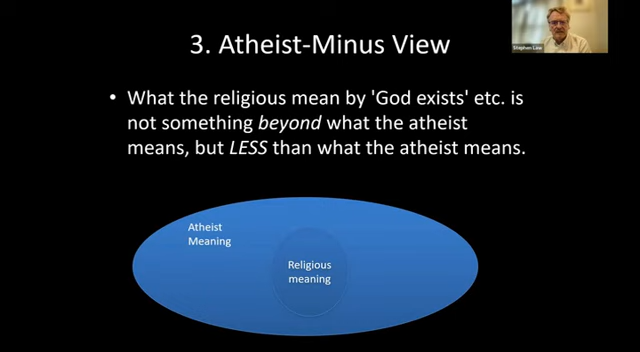 3. Atheist-Minus View
Stephen Law
• What the religious mean by 'God exists' etc. is
not something beyond what the atheist
means, but LESS than what the atheist means.
Atheist
Meaning
Religious
meaning